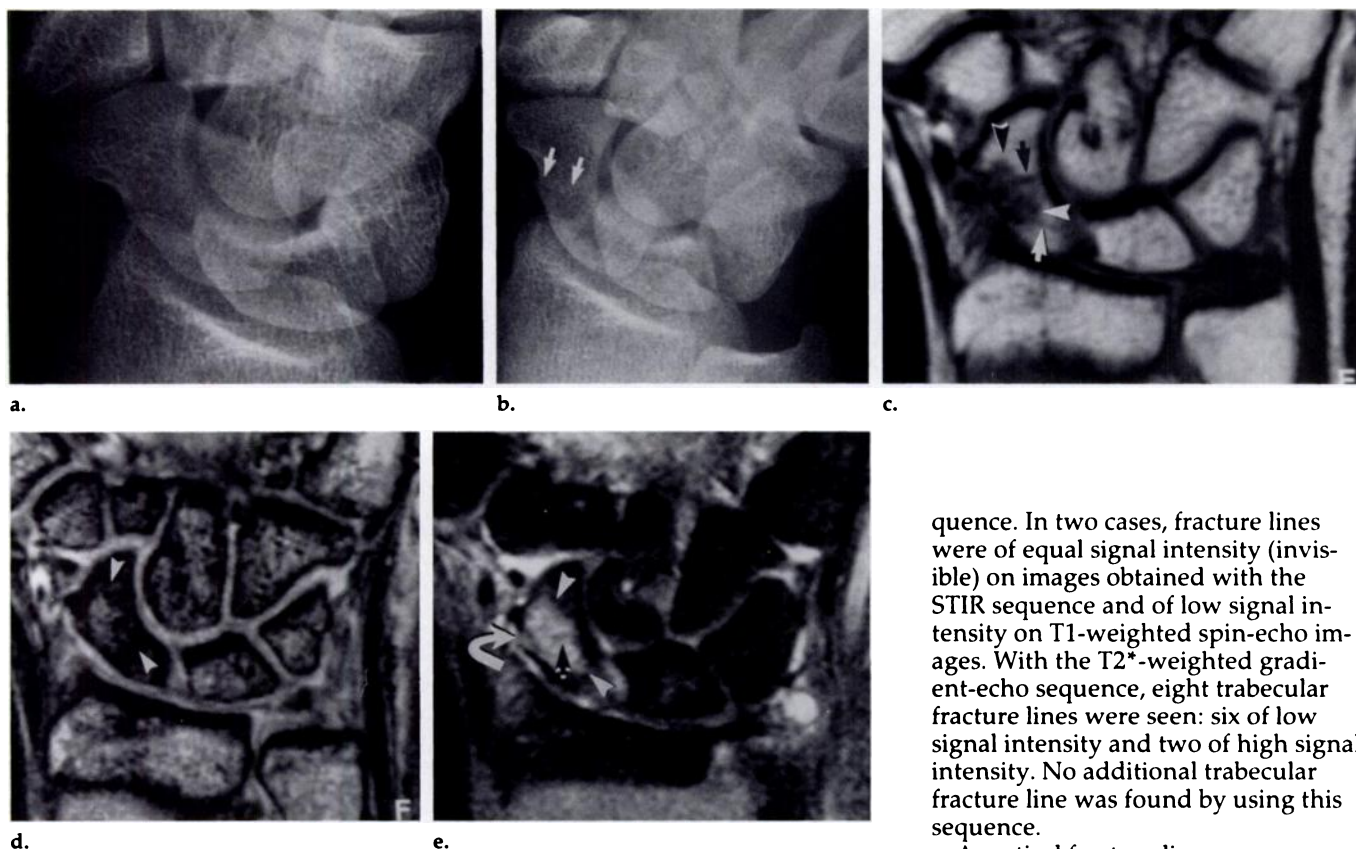 a.
b.
c.
d.
e.
F
quence. In two cases, fracture lines
were of equal signal intensity (invis-
ible) on images obtained with the
STIR sequence and of low signal in-
tensity on T1-weighted spin-echo im-
ages. With the T2*-weighted gradi-
ent-echo sequence, eight trabecular
fracture lines were seen: six of low
signal intensity and two of high signal
intensity. No additional trabecular
fracture line was found by using this
sequence.